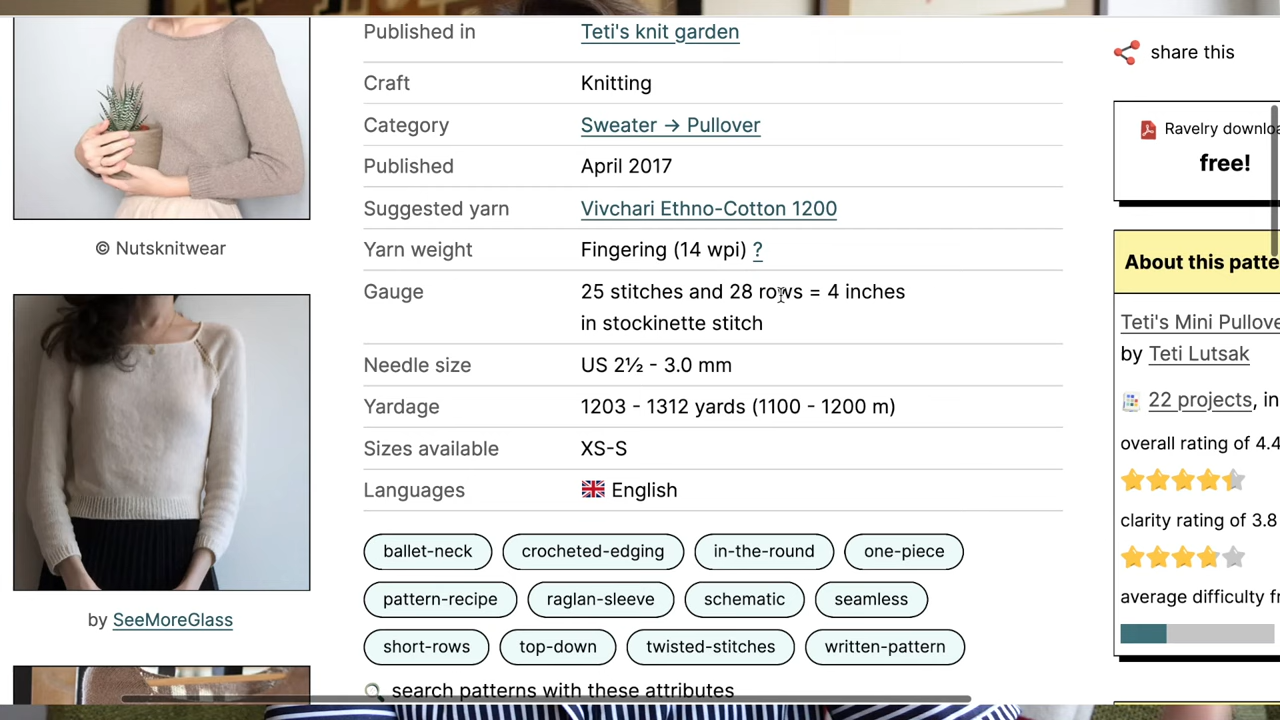 Published in Teti's knit garden
Craft Knitting
Category Sweater → Pullover
Published April 2017
Suggested yarn Vivchari Ethno-Cotton 1200
Yarn weight Fingering (14 wpi) ?
Gauge 25 stitches and 28 rows = 4 inches
in stockinette stitch
Needle size US 2½ - 3.0 mm
Yardage 1203 - 1312 yards (1100 - 1200 m)
Sizes available XS-S
Languages English
ballet-neck crocheted-edging in-the-round one-piece
pattern-recipe raglan-sleeve schematic seamless
short-rows top-down twisted-stitches written-pattern
search patterns with these attributes
© Nutsknitwear
by SeeMoreGlass
share this
Ravelry downlo
free!
About this patte
Teti's Mini Pullove
by Teti Lutsak
22 projects, in
overall rating of 4.4
clarity rating of 3.8
average difficulty f